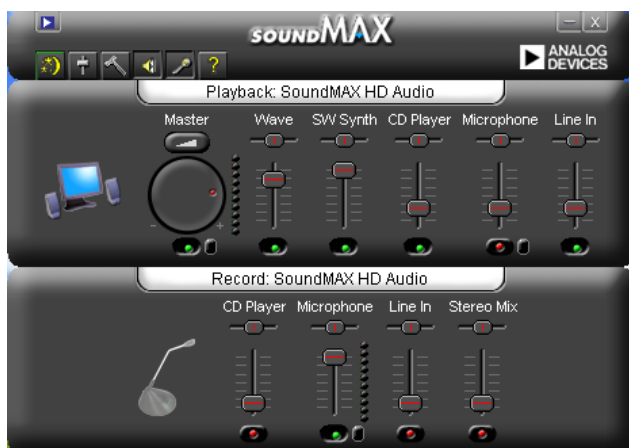 SOUNDMAX
ANALOG
DEVICES
?
Playback: SoundMAX HD Audio
Master Wave SW Synth CD Player Microphone Line In
- +
Record: SoundMAX HD Audio
CD Player Microphone Line In Stereo Mix